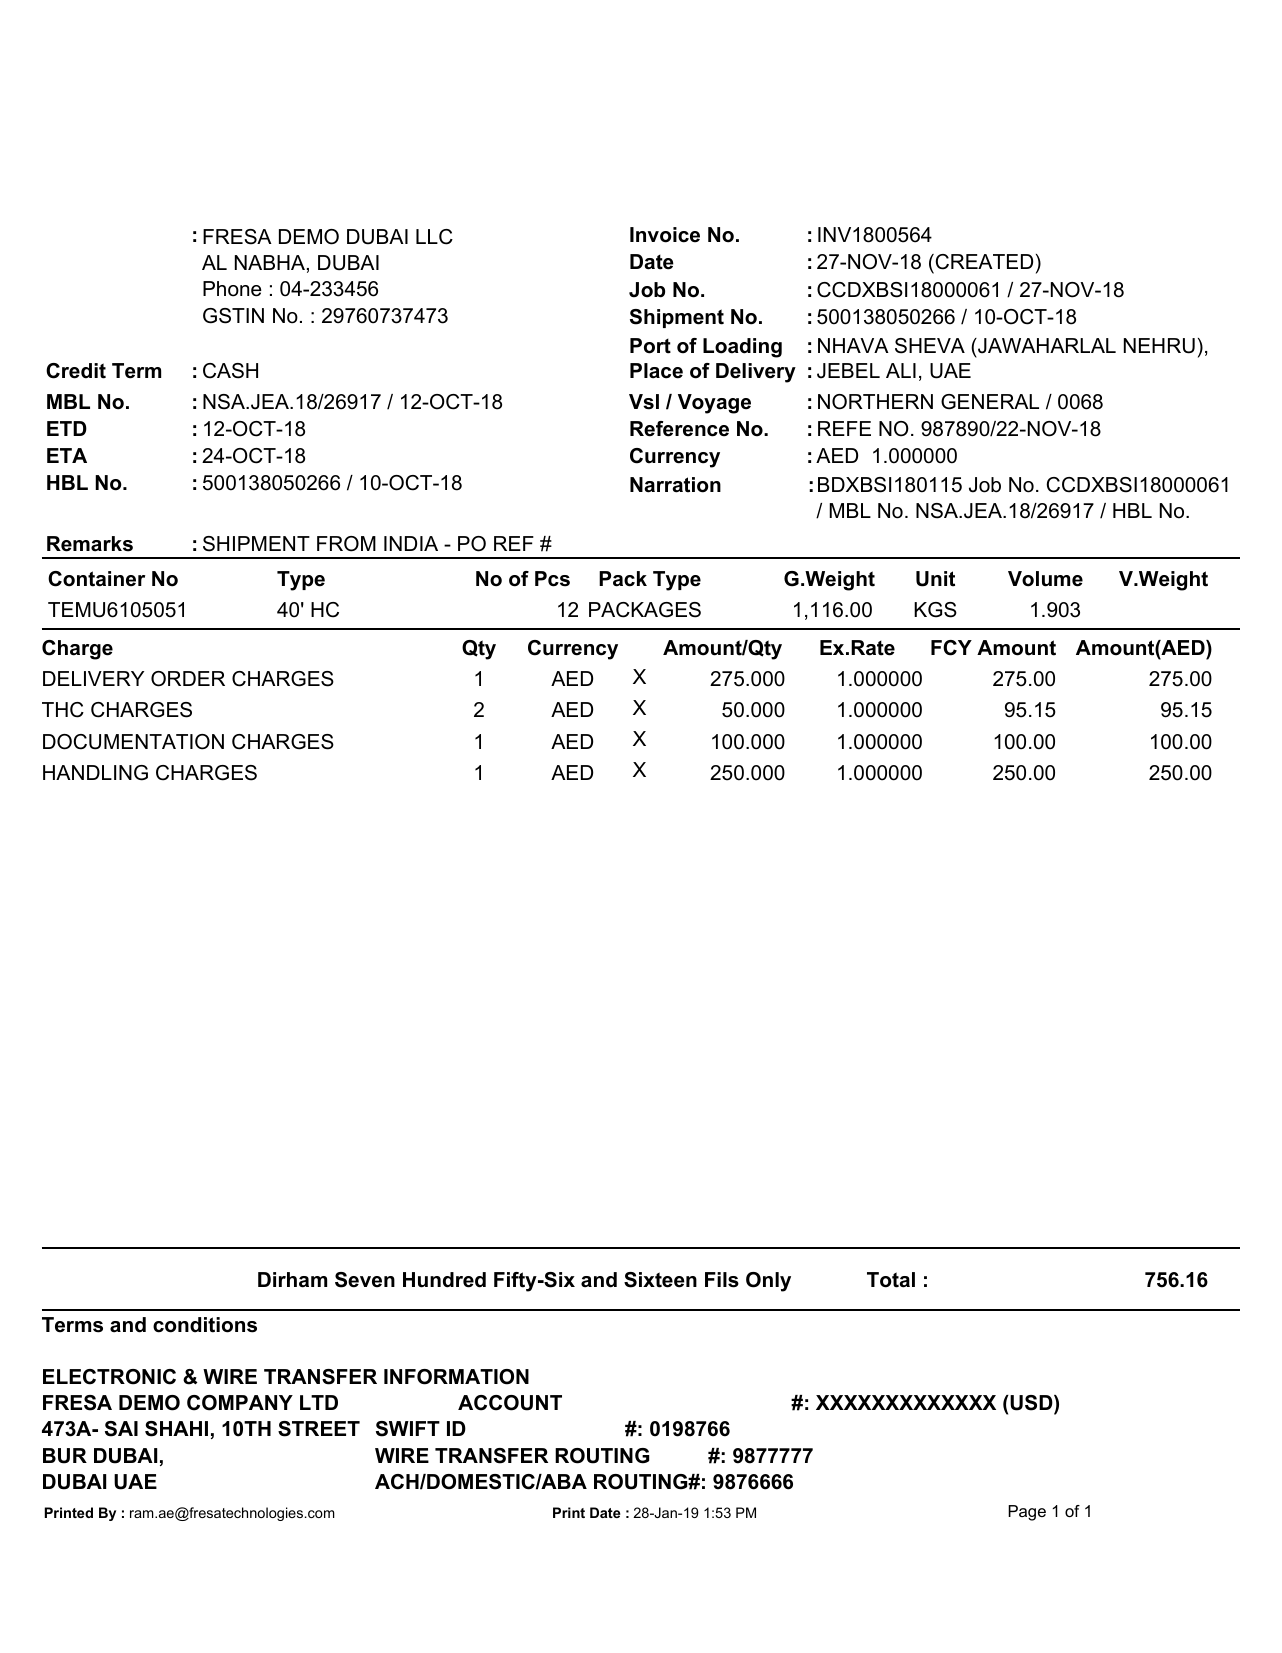 : FRESA DEMO DUBAI LLC
AL NABHA, DUBAI
Phone : 04-233456
GSTIN No. : 29760737473
Credit Term : CASH
MBL No. : NSA.JEA.18/26917 / 12-OCT-18
ETD : 12-OCT-18
ETA : 24-OCT-18
HBL No. : 500138050266 / 10-OCT-18
Invoice No. : INV1800564
Date : 27-NOV-18 (CREATED)
Job No. : CCDXBSI18000061 / 27-NOV-18
Shipment No. : 500138050266 / 10-OCT-18
Port of Loading : NHAVA SHEVA (JAWAHARLAL NEHRU),
Place of Delivery : JEBEL ALI, UAE
Vsl / Voyage : NORTHERN GENERAL / 0068
Reference No. : REFE NO. 987890/22-NOV-18
Currency : AED 1.000000
Narration : BDXBSI180115 Job No. CCDXBSI18000061
/ MBL No. NSA.JEA.18/26917 / HBL No.
Remarks : SHIPMENT FROM INDIA - PO REF #
Container No Type No of Pcs Pack Type G.Weight Unit Volume V.Weight
TEMU6105051 40' HC 12 PACKAGES 1,116.00 KGS 1.903
Charge Qty Currency Amount/Qty Ex.Rate FCY Amount Amount(AED)
DELIVERY ORDER CHARGES 1 AED X 275.000 1.000000 275.00 275.00
THC CHARGES 2 AED X 50.000 1.000000 95.15 95.15
DOCUMENTATION CHARGES 1 AED X 100.000 1.000000 100.00 100.00
HANDLING CHARGES 1 AED X 250.000 1.000000 250.00 250.00
Dirham Seven Hundred Fifty-Six and Sixteen Fils Only Total : 756.16
Terms and conditions
ELECTRONIC & WIRE TRANSFER INFORMATION
FRESA DEMO COMPANY LTD ACCOUNT #: XXXXXXXXXXXXX (USD)
473A- SAI SHAHI, 10TH STREET SWIFT ID #: 0198766
BUR DUBAI, WIRE TRANSFER ROUTING #: 9877777
DUBAI UAE ACH/DOMESTIC/ABA ROUTING#: 9876666
Printed By : ram.ae@fresatechnologies.com Print Date : 28-Jan-19 1:53 PM Page 1 of 1